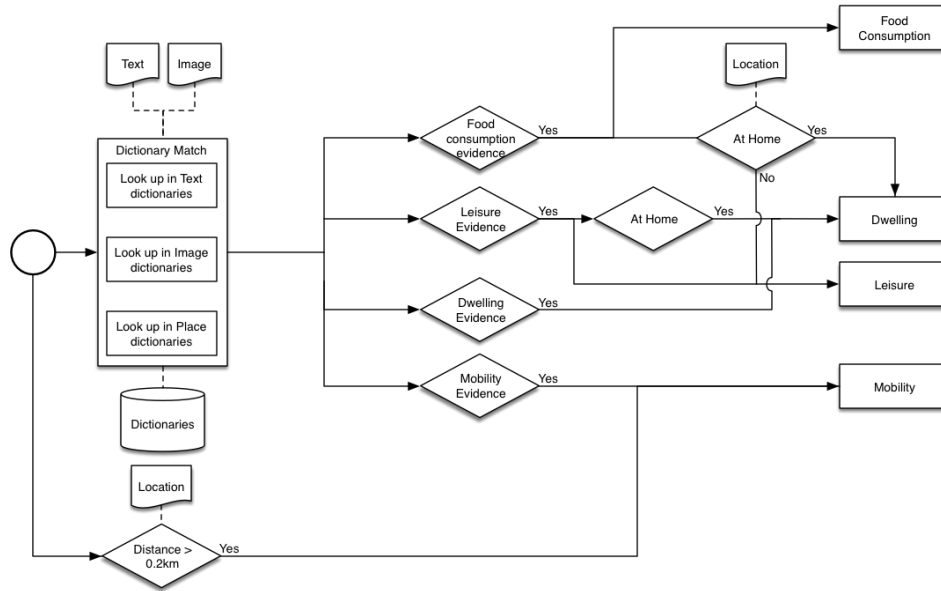 Food
Consumption
Text
Image
Location
Dictionary Match
Look up in Text
dictionaries
Look up in Image
dictionaries
Look up in Place
dictionaries
Food
consumption
evidence
Yes
At Home
Yes
No
Leisure
Evidence
Yes
At Home
Yes
Dwelling
Leisure
Dwelling
Evidence
Yes
Mobility
Evidence
Yes
Mobility
Dictionaries
Location
Distance >
0.2km
Yes